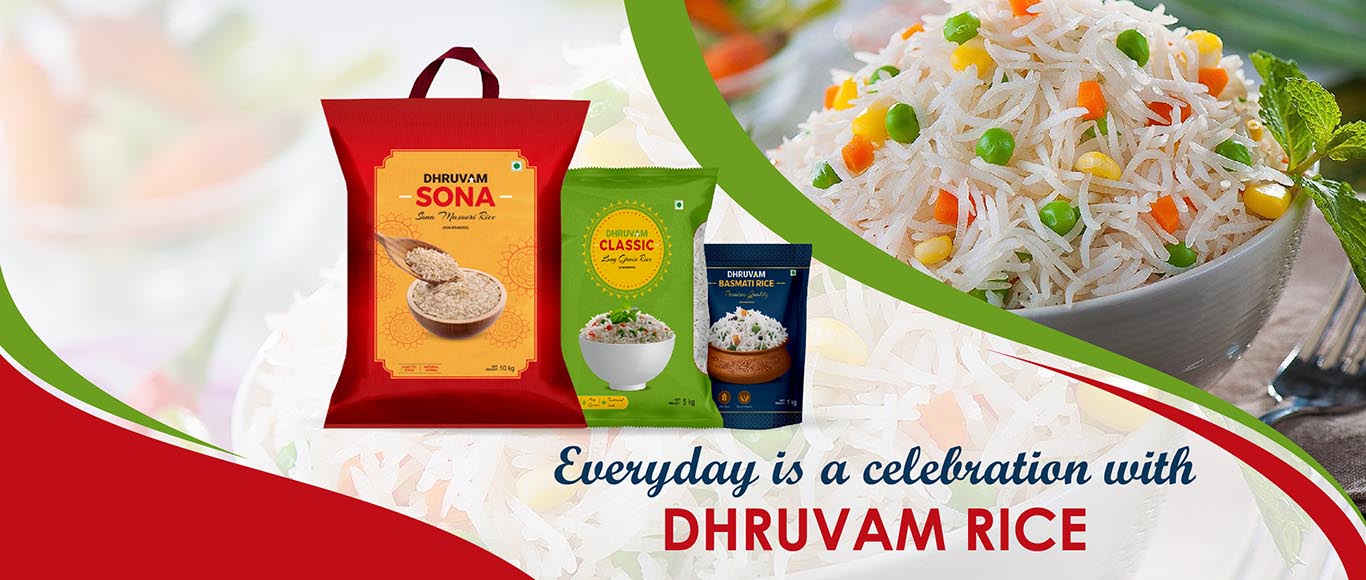 DHRUVAM
SONA
Sona Masoori Rice
DHRUVAM
CLASSIC
Long Grain Rice
DHRUVAM
BASMATI RICE
Premium Quality
10 kg
5 kg
1 kg
Everyday is a celebration with
DHRUVAM RICE